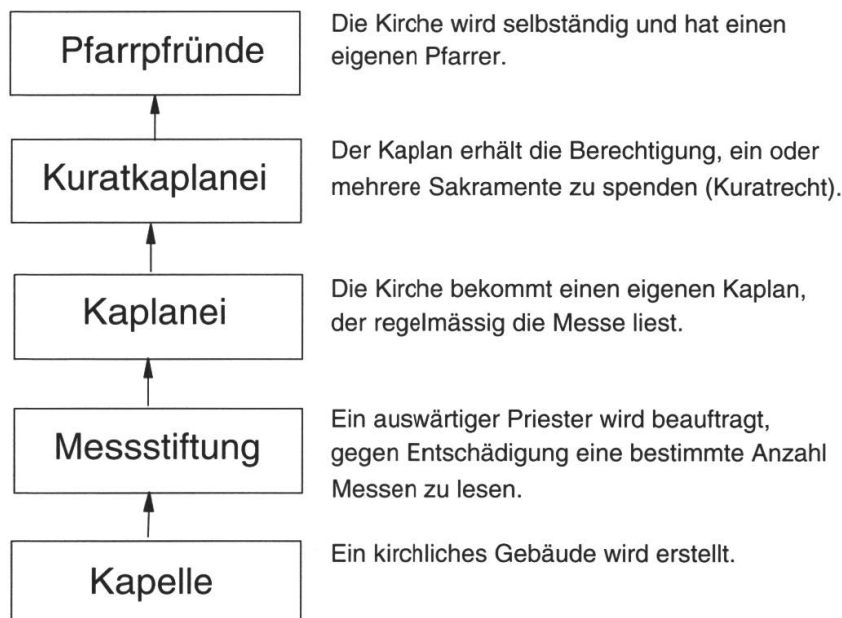 Pfarrpfründe
Die Kirche wird selbständig und hat einen
eigenen Pfarrer.
Kuratkaplanei
Der Kaplan erhält die Berechtigung, ein oder
mehrere Sakramente zu spenden (Kuratrecht).
Kaplanei
Die Kirche bekommt einen eigenen Kaplan,
der regelmässig die Messe liest.
Messstiftung
Ein auswärtiger Priester wird beauftragt,
gegen Entschädigung eine bestimmte Anzahl
Messen zu lesen.
Kapelle
Ein kirchliches Gebäude wird erstellt.